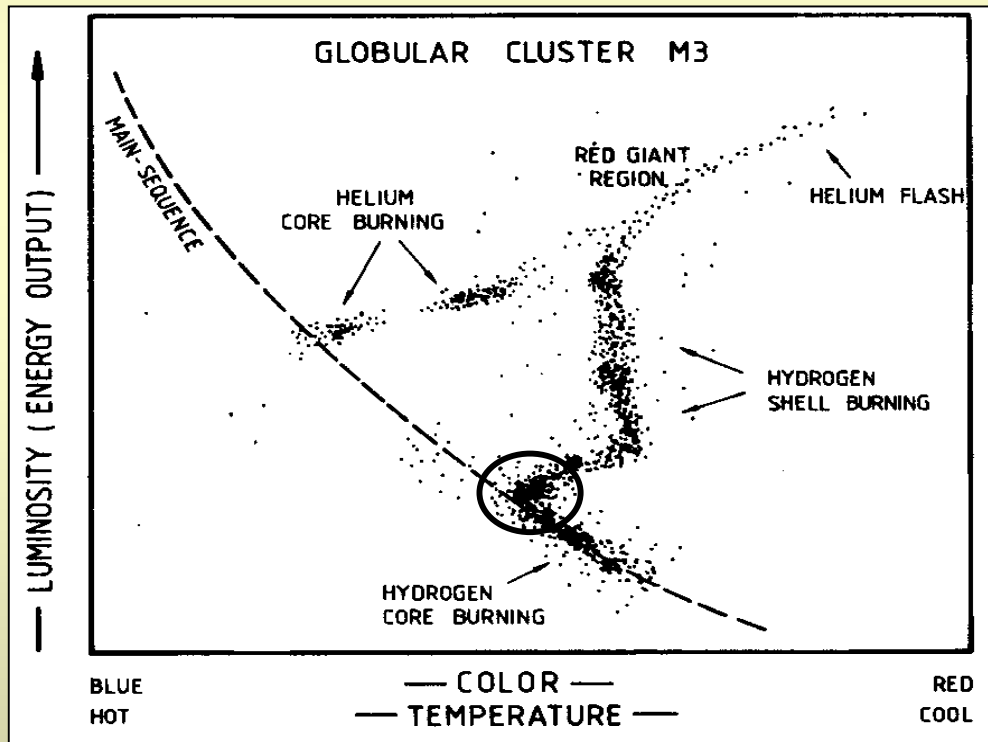 GLOBULAR CLUSTER M3
LUMINOSITY (ENERGY OUTPUT)
MAIN-SEQUENCE
HELIUM
CORE BURNING
RED GIANT
REGION
HELIUM FLASH
HYDROGEN
SHELL BURNING
HYDROGEN
CORE BURNING
BLUE
HOT
COLOR
TEMPERATURE
RED
COOL